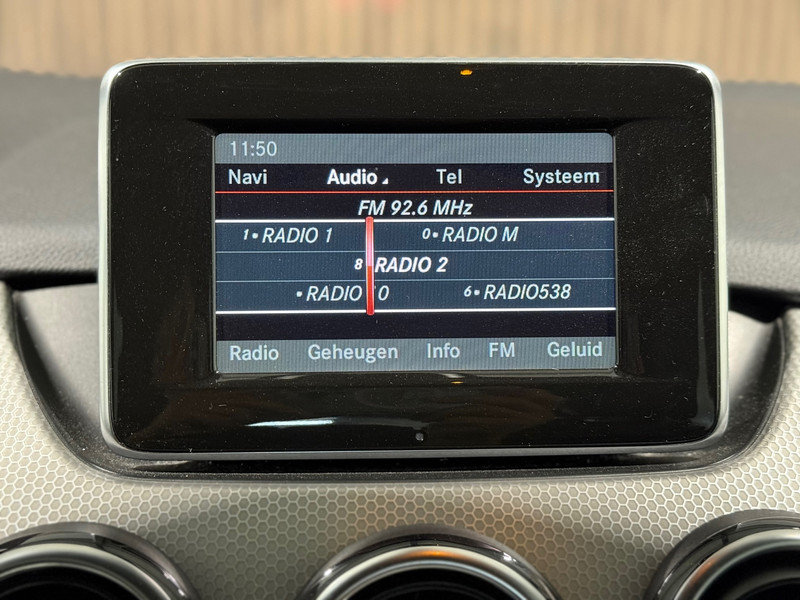 11:50
Navi Audio Tel Systeem
FM 92.6 MHz
1 RADIO 1 0 RADIO M
8 RADIO 2
RADIO 0 6 RADIO538
Radio Geheugen Info FM Geluid